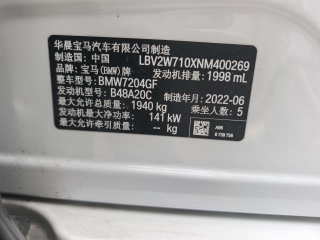 华晨宝马汽车有限公司制造
制造国：中国 LBV2W710XNM400269
品牌：宝马(BMW)牌 发动机排量：1998 mL
整车型号：BMW7204GF
发动机型号：B48A20C 制造年月：2022-06
最大允许总质量：1940 kg 乘坐人数：5
发动机最大净功率：141 kW
最大允许牵引质量：-- kg